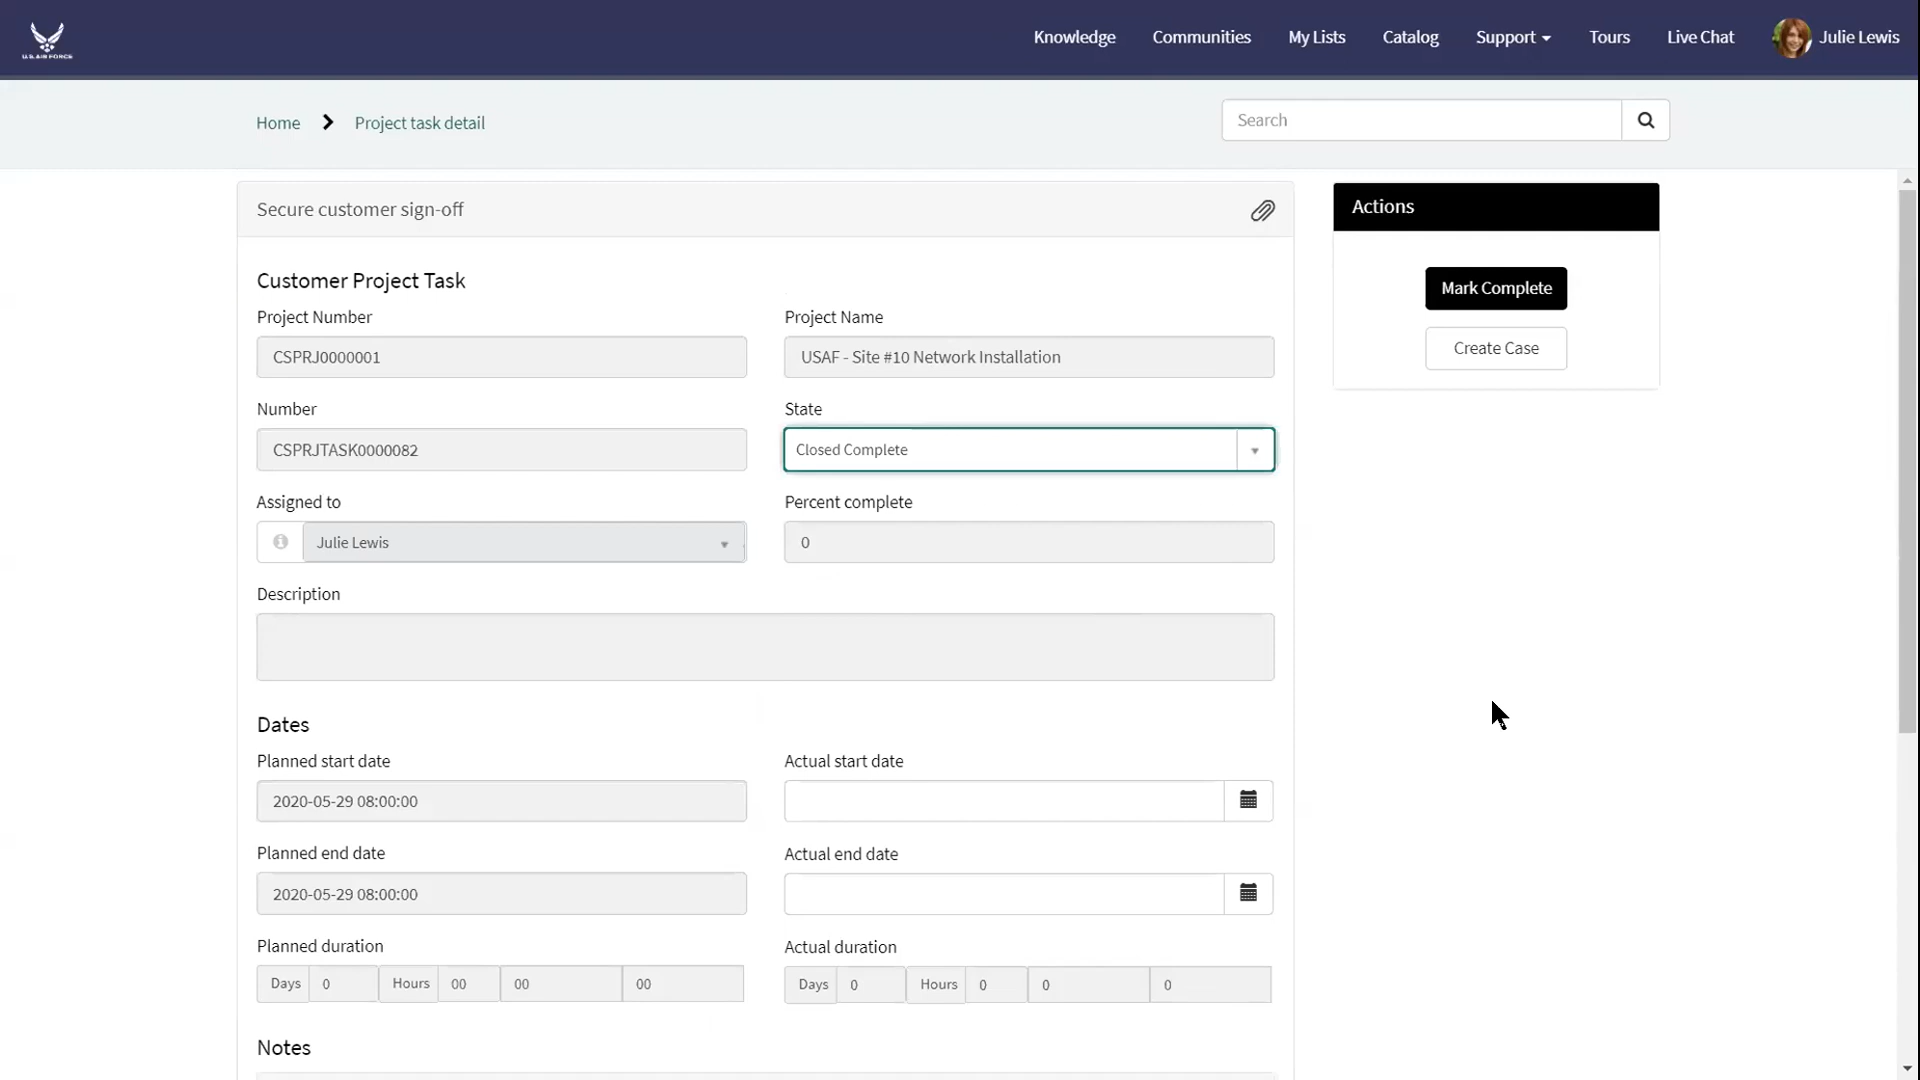 U.S. AIR FORCE
Knowledge Communities My Lists Catalog Support Tours Live Chat Julie Lewis
Home Project task detail
Search
Secure customer sign-off
Actions
Mark Complete
Create Case
Customer Project Task
Project Number Project Name
CSPRJ0000001 USAF - Site #10 Network Installation
Number State
CSPRJTASK0000082 Closed Complete
Assigned to Percent complete
Julie Lewis 0
Description
Dates
Planned start date Actual start date
2020-05-29 08:00:00
Planned end date Actual end date
2020-05-29 08:00:00
Planned duration Actual duration
Days 0 Hours 00 00 00 Days 0 Hours 0 0 0
Notes